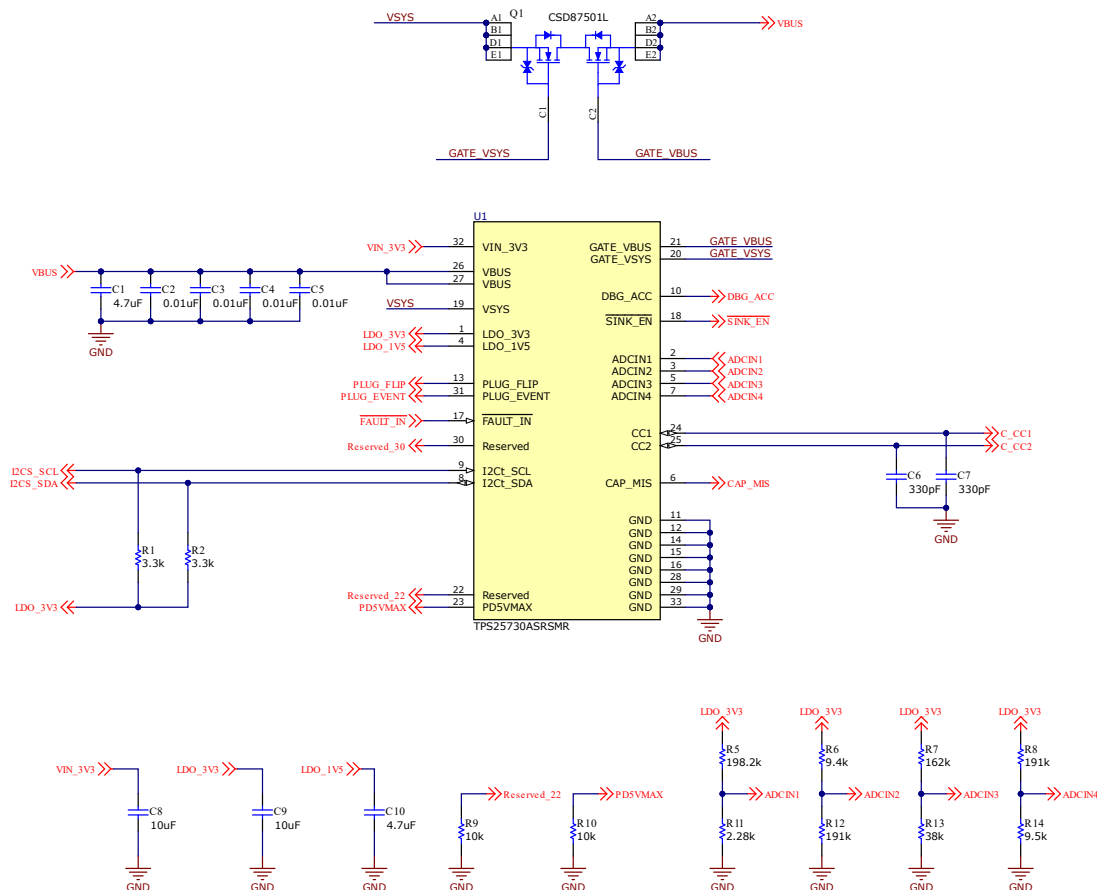 VSYS
A1
Q1
CSD87501L
A2
VBUS
B1
B2
D1
D2
E1
E2
C1
C2
GATE_VSYS
GATE_VBUS
U1
VIN_3V3
32
VIN_3V3
GATE_VBUS
21
GATE_VBUS
GATE_VSYS
20
GATE_VSYS
VBUS
26
VBUS
27
VBUS
C1
4.7uF
C2
0.01uF
C3
0.01uF
C4
0.01uF
C5
0.01uF
GND
DBG_ACC
10
DBG_ACC
VSYS
19
VSYS
SINK_EN
18
SINK_EN
LDO_3V3
1
LDO_3V3
LDO_1V5
4
LDO_1V5
ADCIN1
2
ADCIN1
ADCIN2
3
ADCIN2
ADCIN3
5
ADCIN3
ADCIN4
7
ADCIN4
PLUG_FLIP
13
PLUG_FLIP
PLUG_EVENT
31
PLUG_EVENT
FAULT_IN
17
FAULT_IN
CC1
24
C_CC1
CC2
25
C_CC2
Reserved_30
30
Reserved
I2CS_SCL
9
I2Ct_SCL
I2CS_SDA
8
I2Ct_SDA
CAP_MIS
6
CAP_MIS
C6
330pF
C7
330pF
GND
GND
11
GND
12
GND
14
GND
15
GND
16
GND
28
GND
29
GND
33
GND
R1
3.3k
R2
3.3k
LDO_3V3
Reserved_22
22
Reserved
PD5VMAX
23
PD5VMAX
TPS25730ASRSMR
VIN_3V3
C8
10uF
GND
LDO_3V3
C9
10uF
GND
LDO_1V5
C10
4.7uF
GND
Reserved_22
R9
10k
GND
PD5VMAX
R10
10k
GND
LDO_3V3
R5
198.2k
ADCIN1
R11
2.28k
GND
LDO_3V3
R6
9.4k
ADCIN2
R12
191k
GND
LDO_3V3
R7
162k
ADCIN3
R13
38k
GND
LDO_3V3
R8
191k
ADCIN4
R14
9.5k
GND